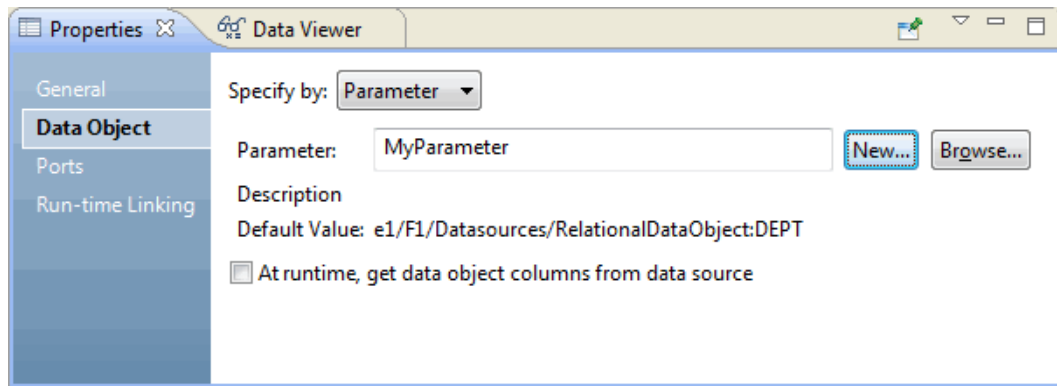 Properties Data Viewer
General
Data Object
Ports
Run-time Linking
Specify by: Parameter
Parameter: MyParameter New... Browse...
Description
Default Value: e1/F1/Datasources/RelationalDataObject:DEPT
At runtime, get data object columns from data source